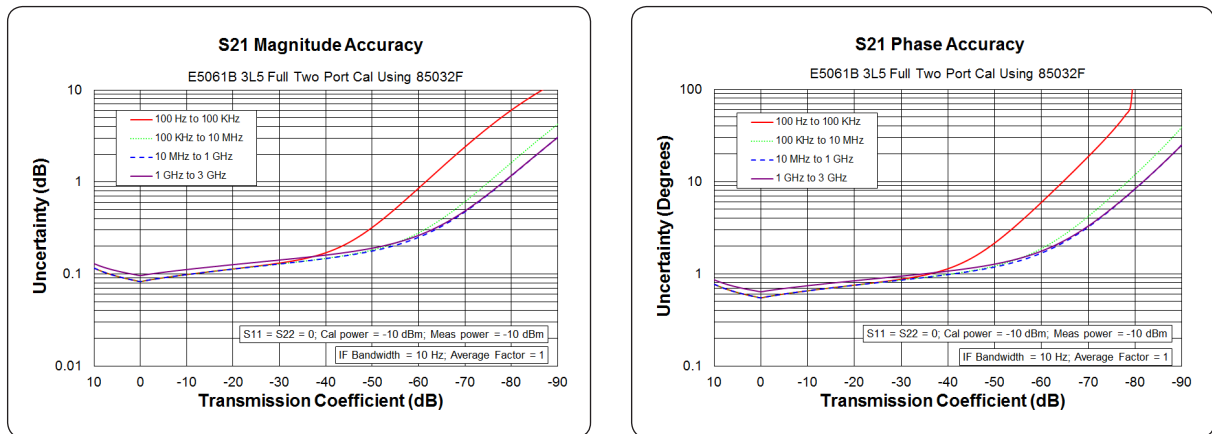 S21 Magnitude Accuracy
E5061B 3L5 Full Two Port Cal Using 85032F
Uncertainty (dB)
10
1
0.1
0.01
100 Hz to 100 KHz
100 KHz to 10 MHz
10 MHz to 1 GHz
1 GHz to 3 GHz
S11 = S22 = 0; Cal power = -10 dBm; Meas power = -10 dBm
IF Bandwidth = 10 Hz; Average Factor = 1
10 0 -10 -20 -30 -40 -50 -60 -70 -80 -90
Transmission Coefficient (dB)
S21 Phase Accuracy
E5061B 3L5 Full Two Port Cal Using 85032F
Uncertainty (Degrees)
100
10
1
0.1
100 Hz to 100 KHz
100 KHz to 10 MHz
10 MHz to 1 GHz
1 GHz to 3 GHz
S11 = S22 = 0; Cal power = -10 dBm; Meas power = -10 dBm
IF Bandwidth = 10 Hz; Average Factor = 1
10 0 -10 -20 -30 -40 -50 -60 -70 -80 -90
Transmission Coefficient (dB)